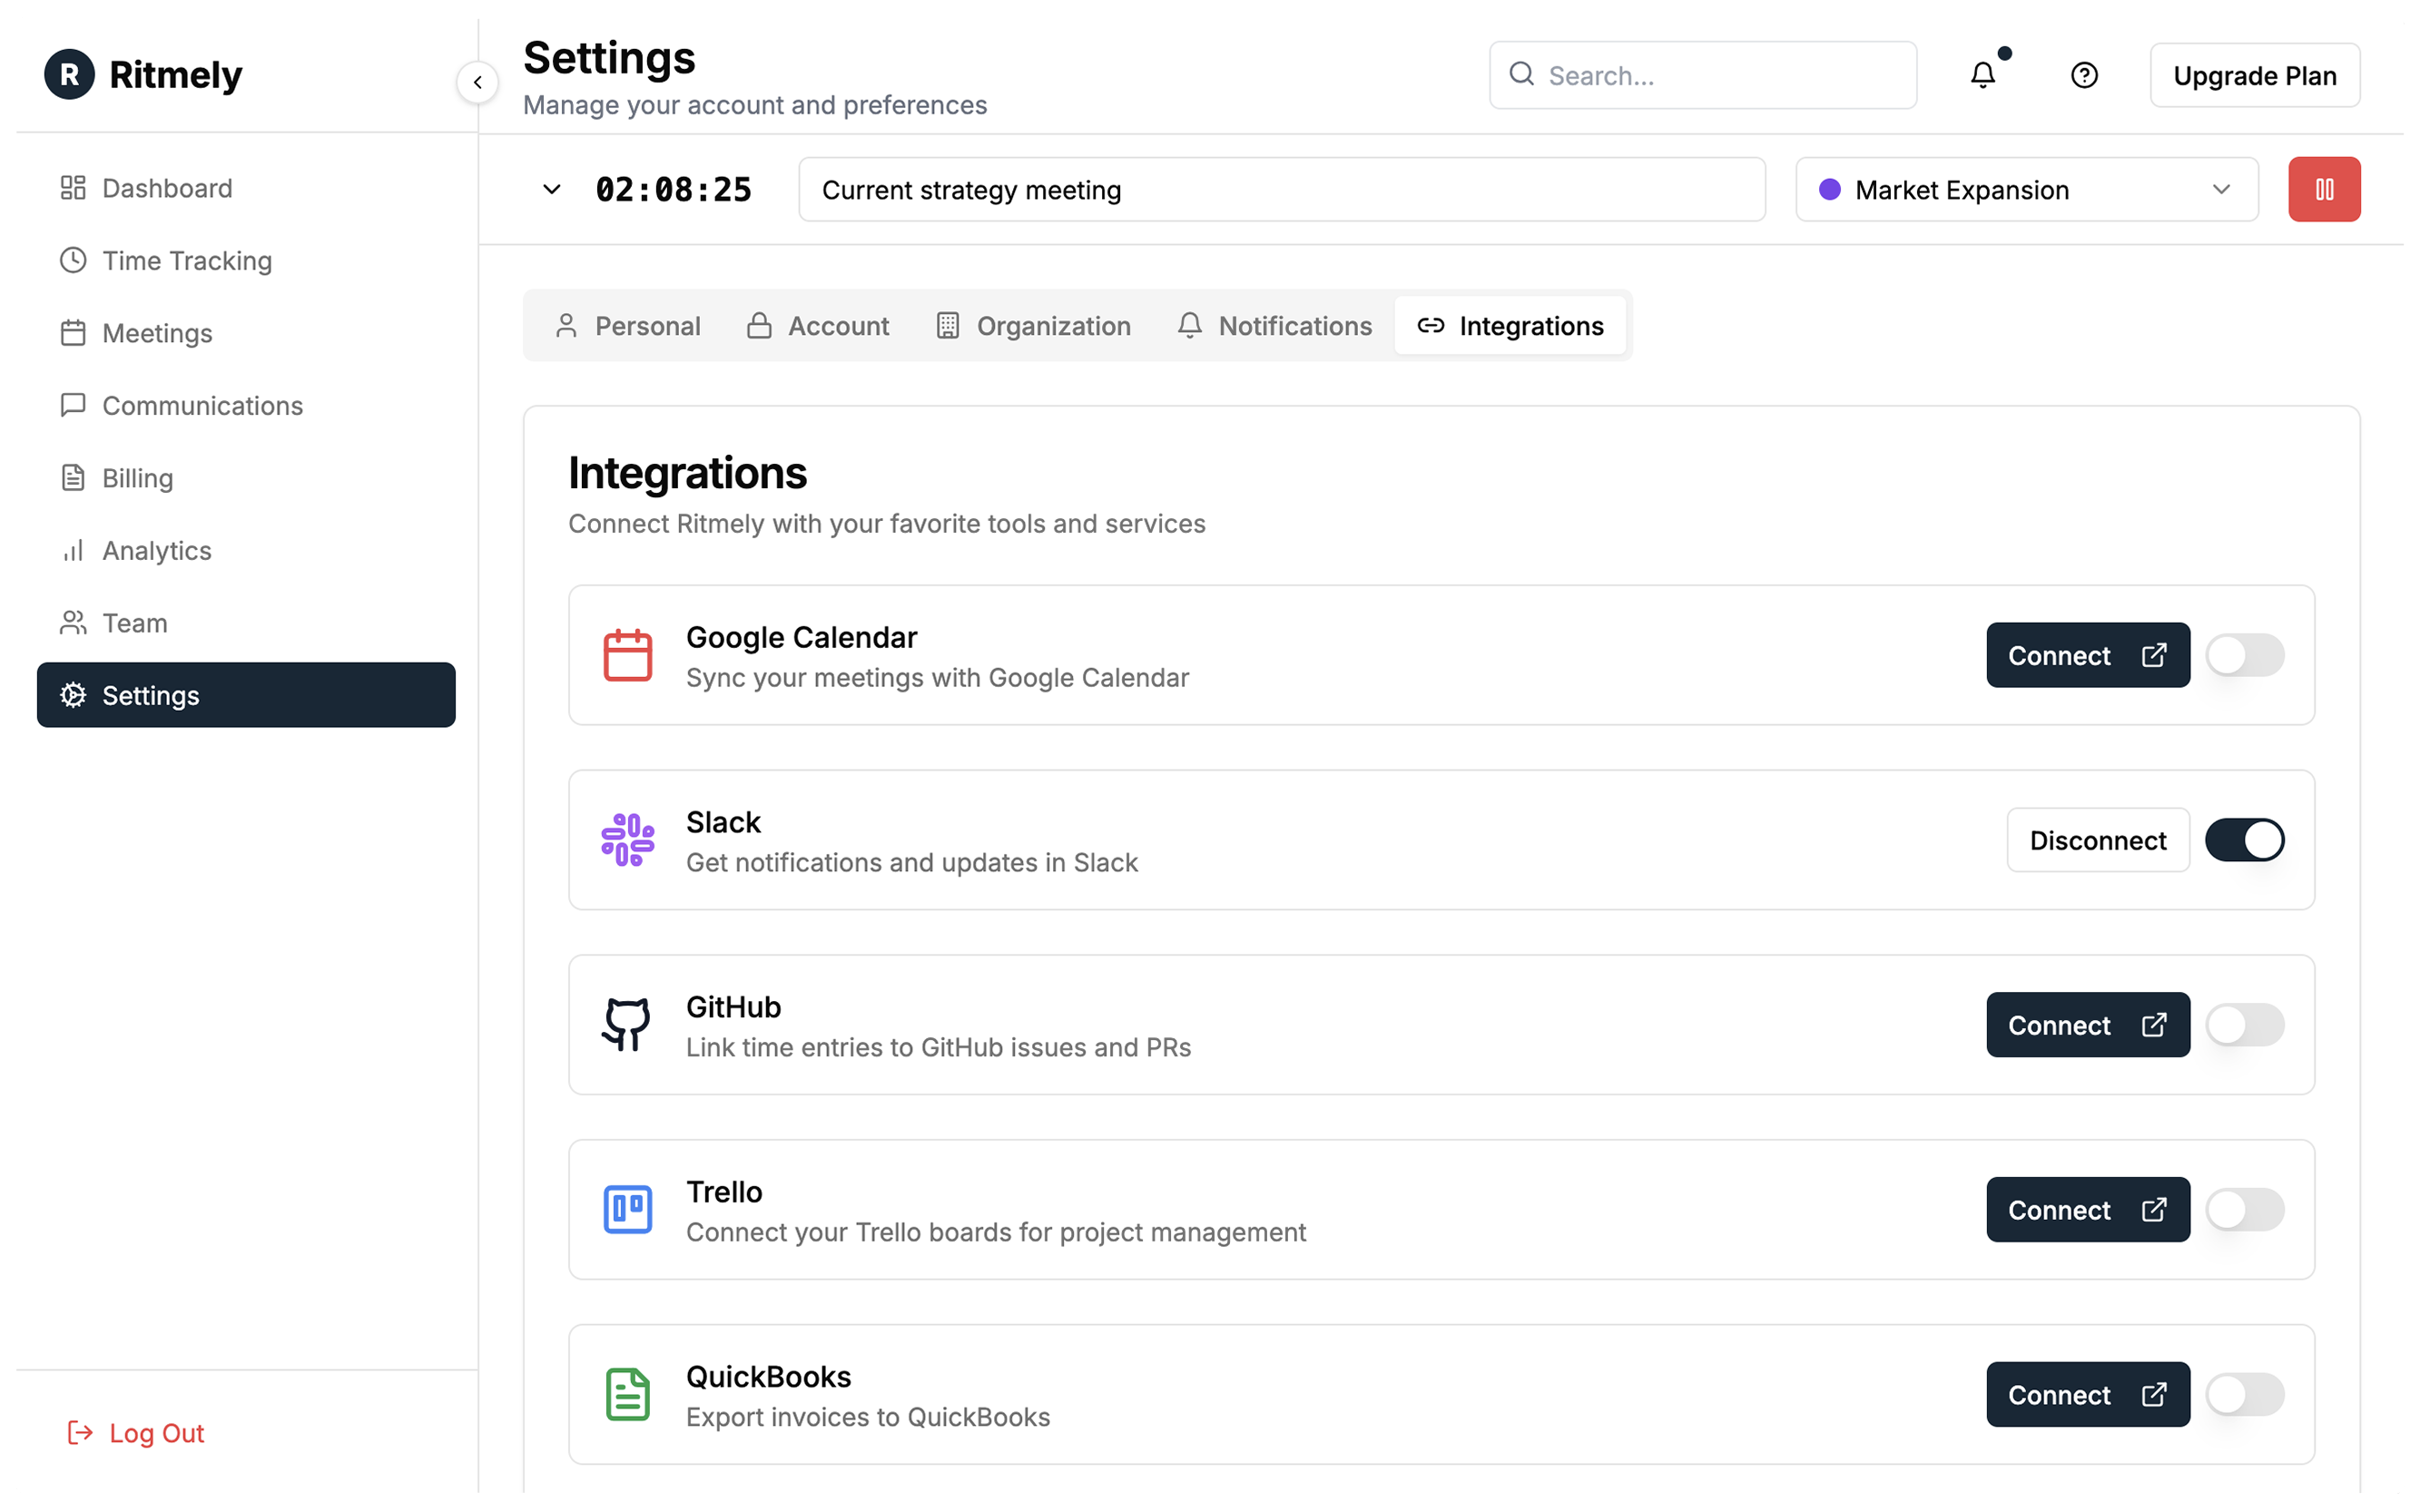 R Ritmely
Dashboard
Time Tracking
Meetings
Communications
Billing
Analytics
Team
Settings
Log Out
Settings
Manage your account and preferences
Search...
Upgrade Plan
02:08:25
Current strategy meeting
Market Expansion
Personal
Account
Organization
Notifications
Integrations
Integrations
Connect Ritmely with your favorite tools and services
Google Calendar
Sync your meetings with Google Calendar
Connect
Slack
Get notifications and updates in Slack
Disconnect
GitHub
Link time entries to GitHub issues and PRs
Connect
Trello
Connect your Trello boards for project management
Connect
QuickBooks
Export invoices to QuickBooks
Connect